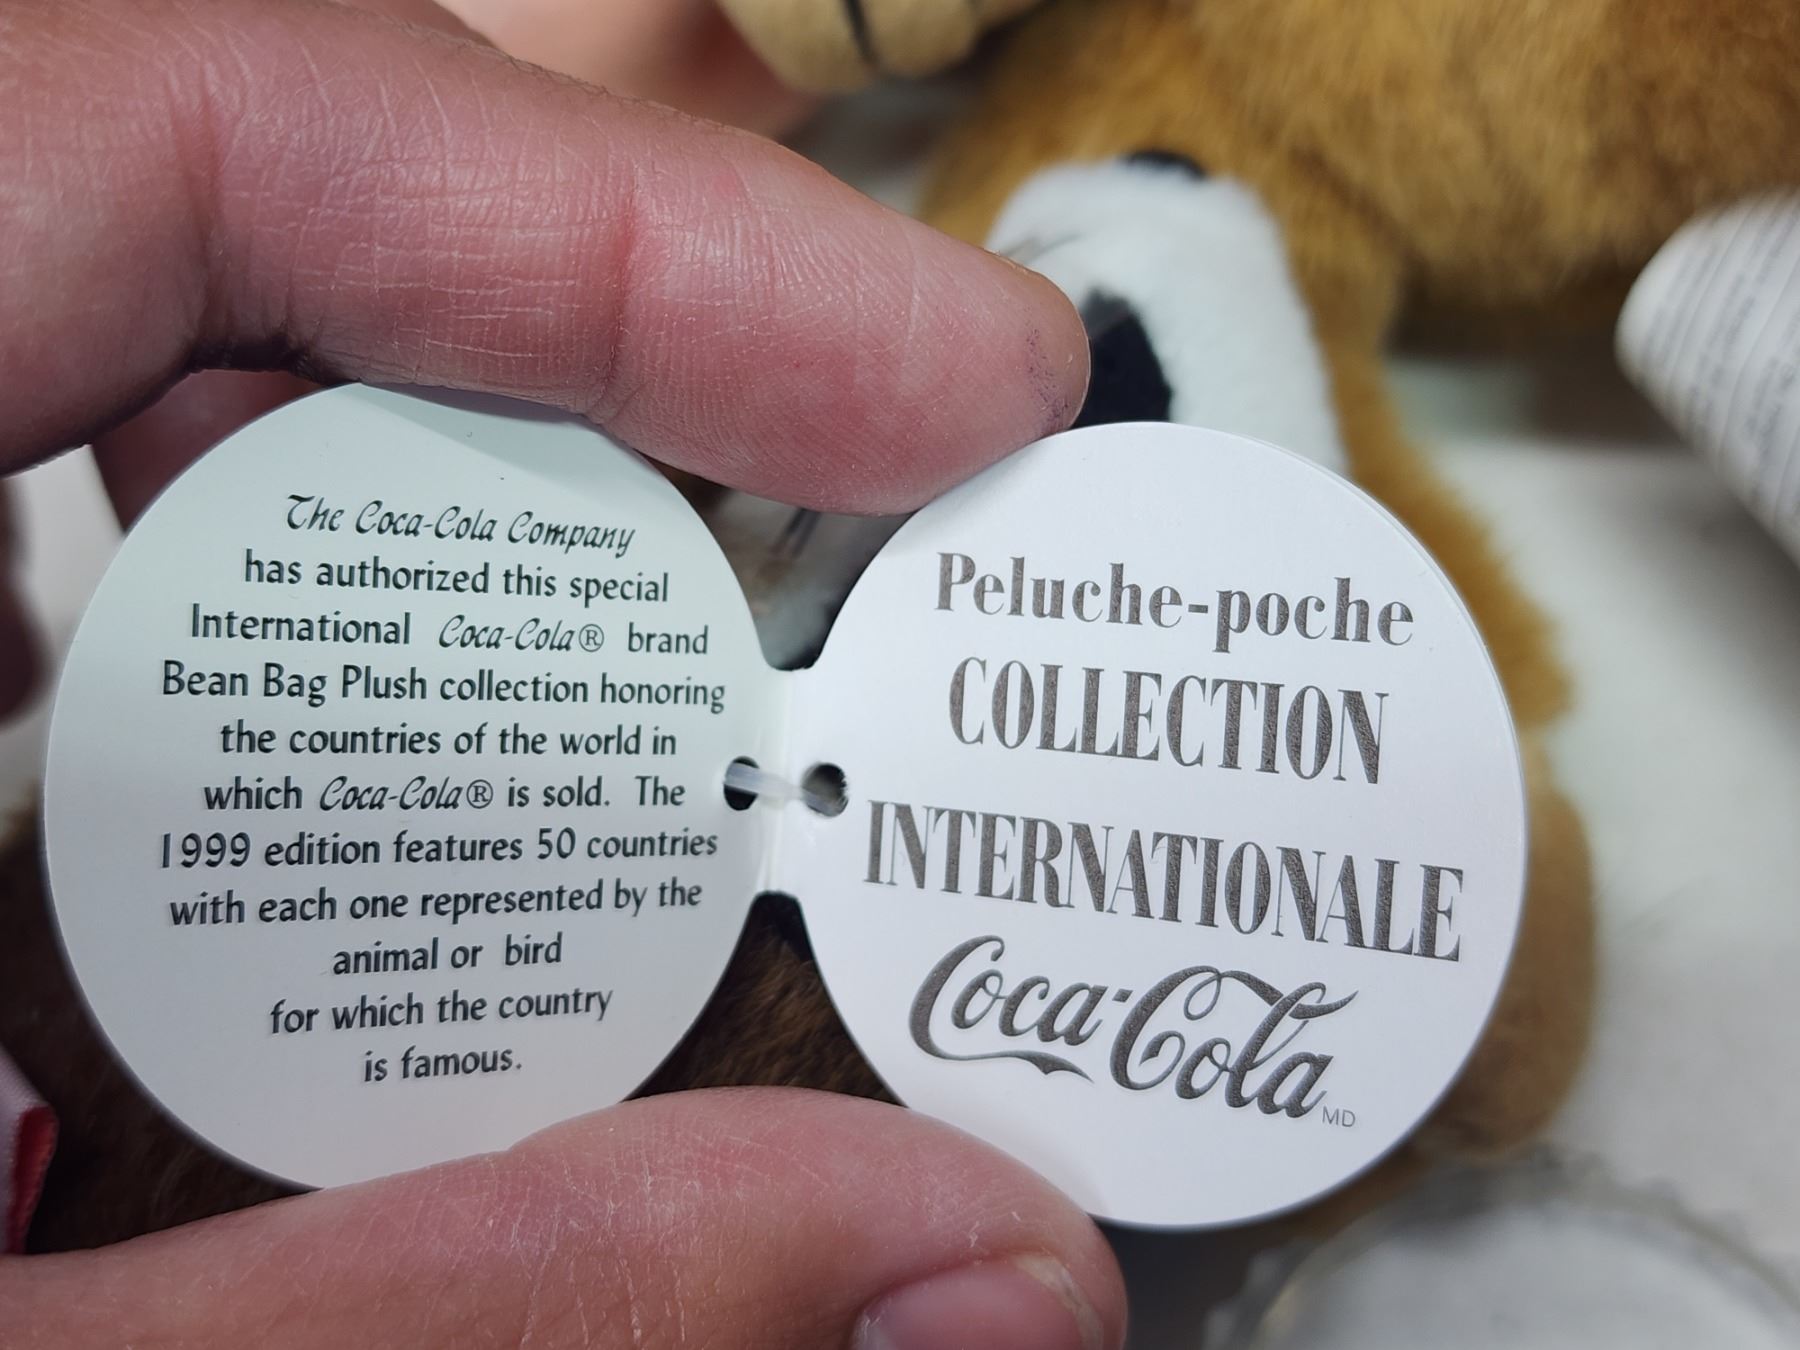 The Coca-Cola Company
has authorized this special
International Coca-Cola® brand
Bean Bag Plush collection honoring
the countries of the world in
which Coca-Cola® is sold. The
1999 edition features 50 countries
with each one represented by the
animal or bird
for which the country
is famous.
Peluche-poche
COLLECTION
INTERNATIONALE
Coca-Cola
MD